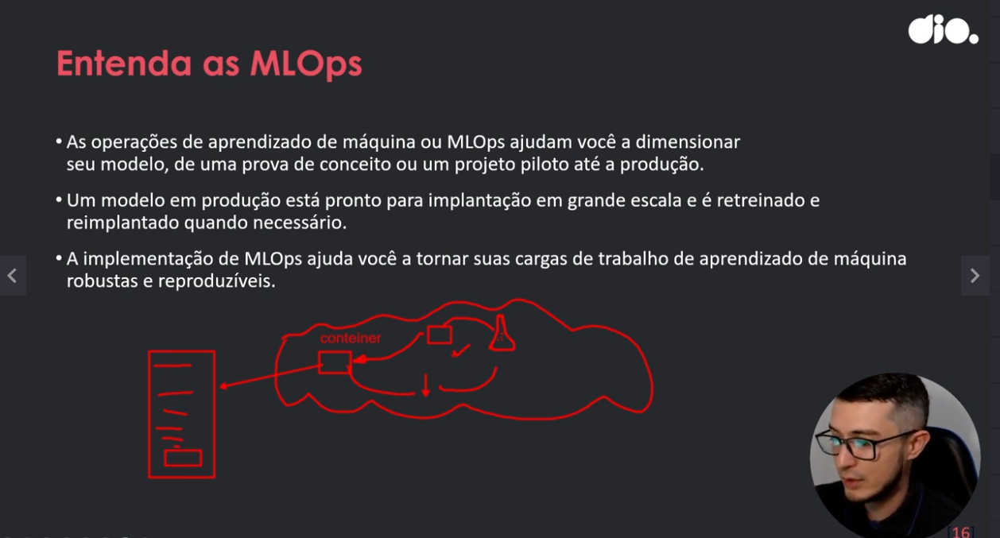 dio.
Entenda as MLOps
• As operações de aprendizado de máquina ou MLOps ajudam você a dimensionar
seu modelo, de uma prova de conceito ou um projeto piloto até a produção.
• Um modelo em produção está pronto para implantação em grande escala e é retreinado e
reimplantado quando necessário.
• A implementação de MLOps ajuda você a tornar suas cargas de trabalho de aprendizado de máquina
robustas e reproduzíveis.
conteiner
[16]